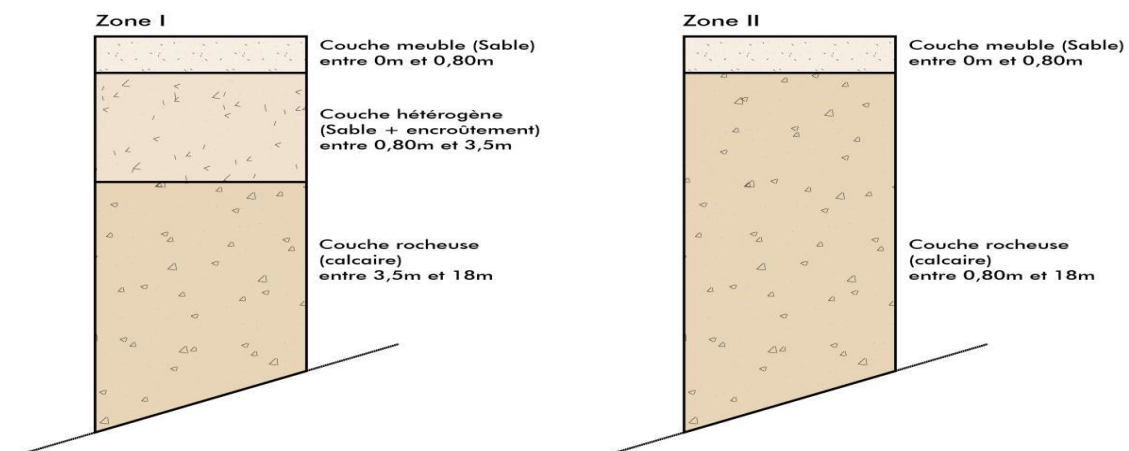 Zone I
Couche meuble (Sable)
entre 0m et 0,80m
Couche hétérogène
(Sable + encroûtement)
entre 0,80m et 3,5m
Couche rocheuse
(calcaire)
entre 3,5m et 18m
Zone II
Couche meuble (Sable)
entre 0m et 0,80m
Couche rocheuse
(calcaire)
entre 0,80m et 18m